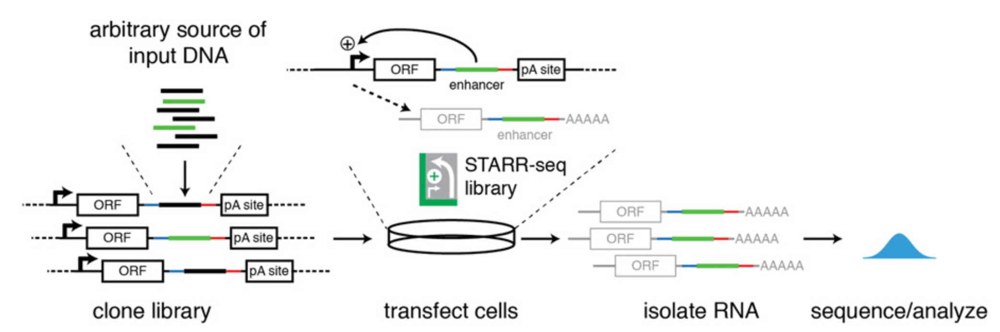 arbitrary source of
input DNA
⊕
ORF
pA site
enhancer
ORF
AAAAA
enhancer
STARR-seq
library
+
ORF
pA site
ORF
pA site
ORF
pA site
ORF
AAAAA
ORF
AAAAA
ORF
AAAAA
clone library
transfect cells
isolate RNA
sequence/analyze